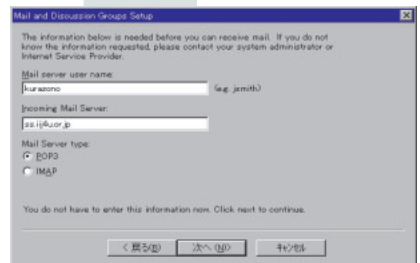 Mail and Discussion Groups Setup
The information below is needed before you can receive mail. If you do not
know the information requested, please contact your system administrator or
Internet Service Provider.
Mail server user name:
kurazono (e.g. jsmith)
Incoming Mail Server:
ss.iij4u.or.jp
Mail Server type:
POP3
IMAP
You do not have to enter this information now. Click next to continue.
< 戻る(B) 次へ(N)> キャンセル